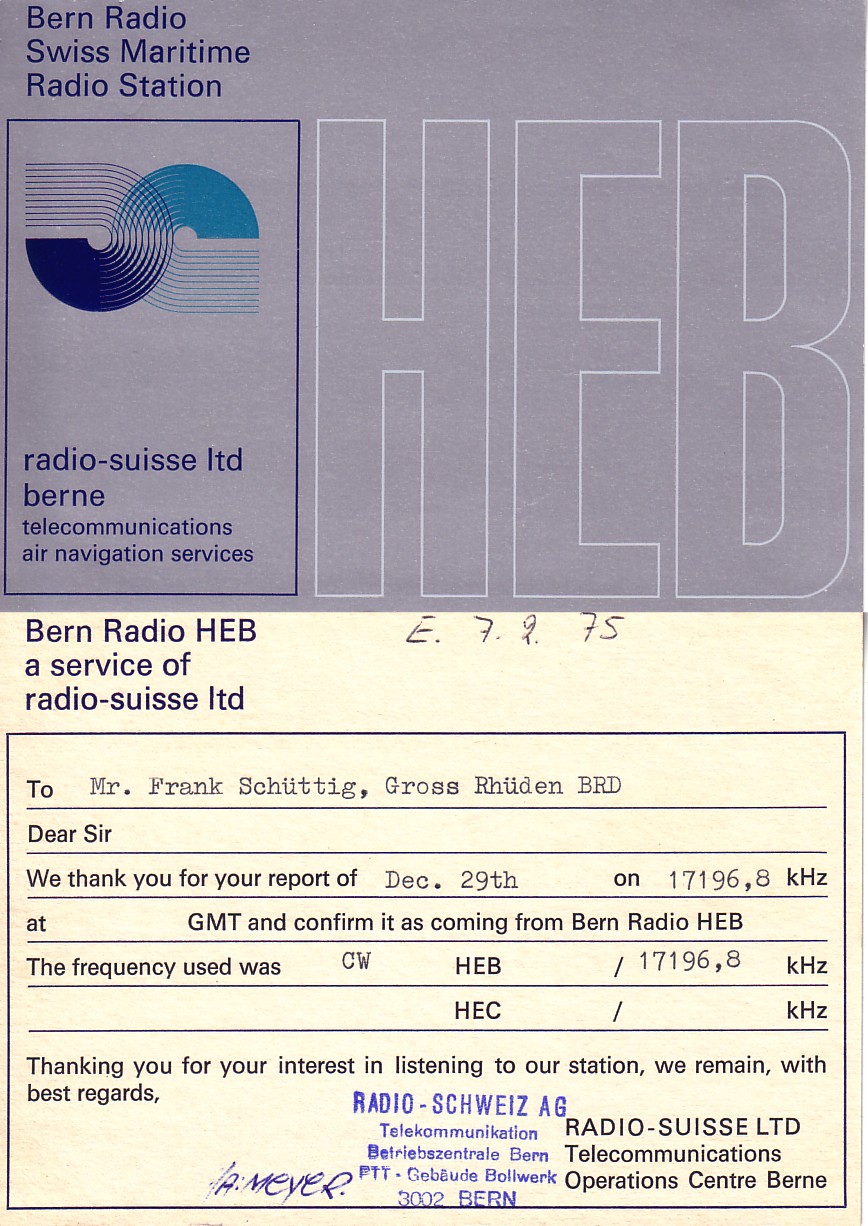 Bern Radio
Swiss Maritime
Radio Station
HEB
radio-suisse ltd
berne
telecommunications
air navigation services
Bern Radio HEB
a service of
radio-suisse ltd
E. 7. 2. 75
To Mr. Frank Schüttig, Gross Rhüden BRD
Dear Sir
We thank you for your report of Dec. 29th on 17196,8 kHz
at GMT and confirm it as coming from Bern Radio HEB
The frequency used was CW HEB / 17196,8 kHz
HEC / kHz
Thanking you for your interest in listening to our station, we remain, with
best regards,
RADIO-SCHWEIZ AG
Telekommunikation
Betriebszentrale Bern
PTT - Gebäude Bollwerk
3002 BERN
RADIO-SUISSE LTD
Telecommunications
Operations Centre Berne
A. MEYER.